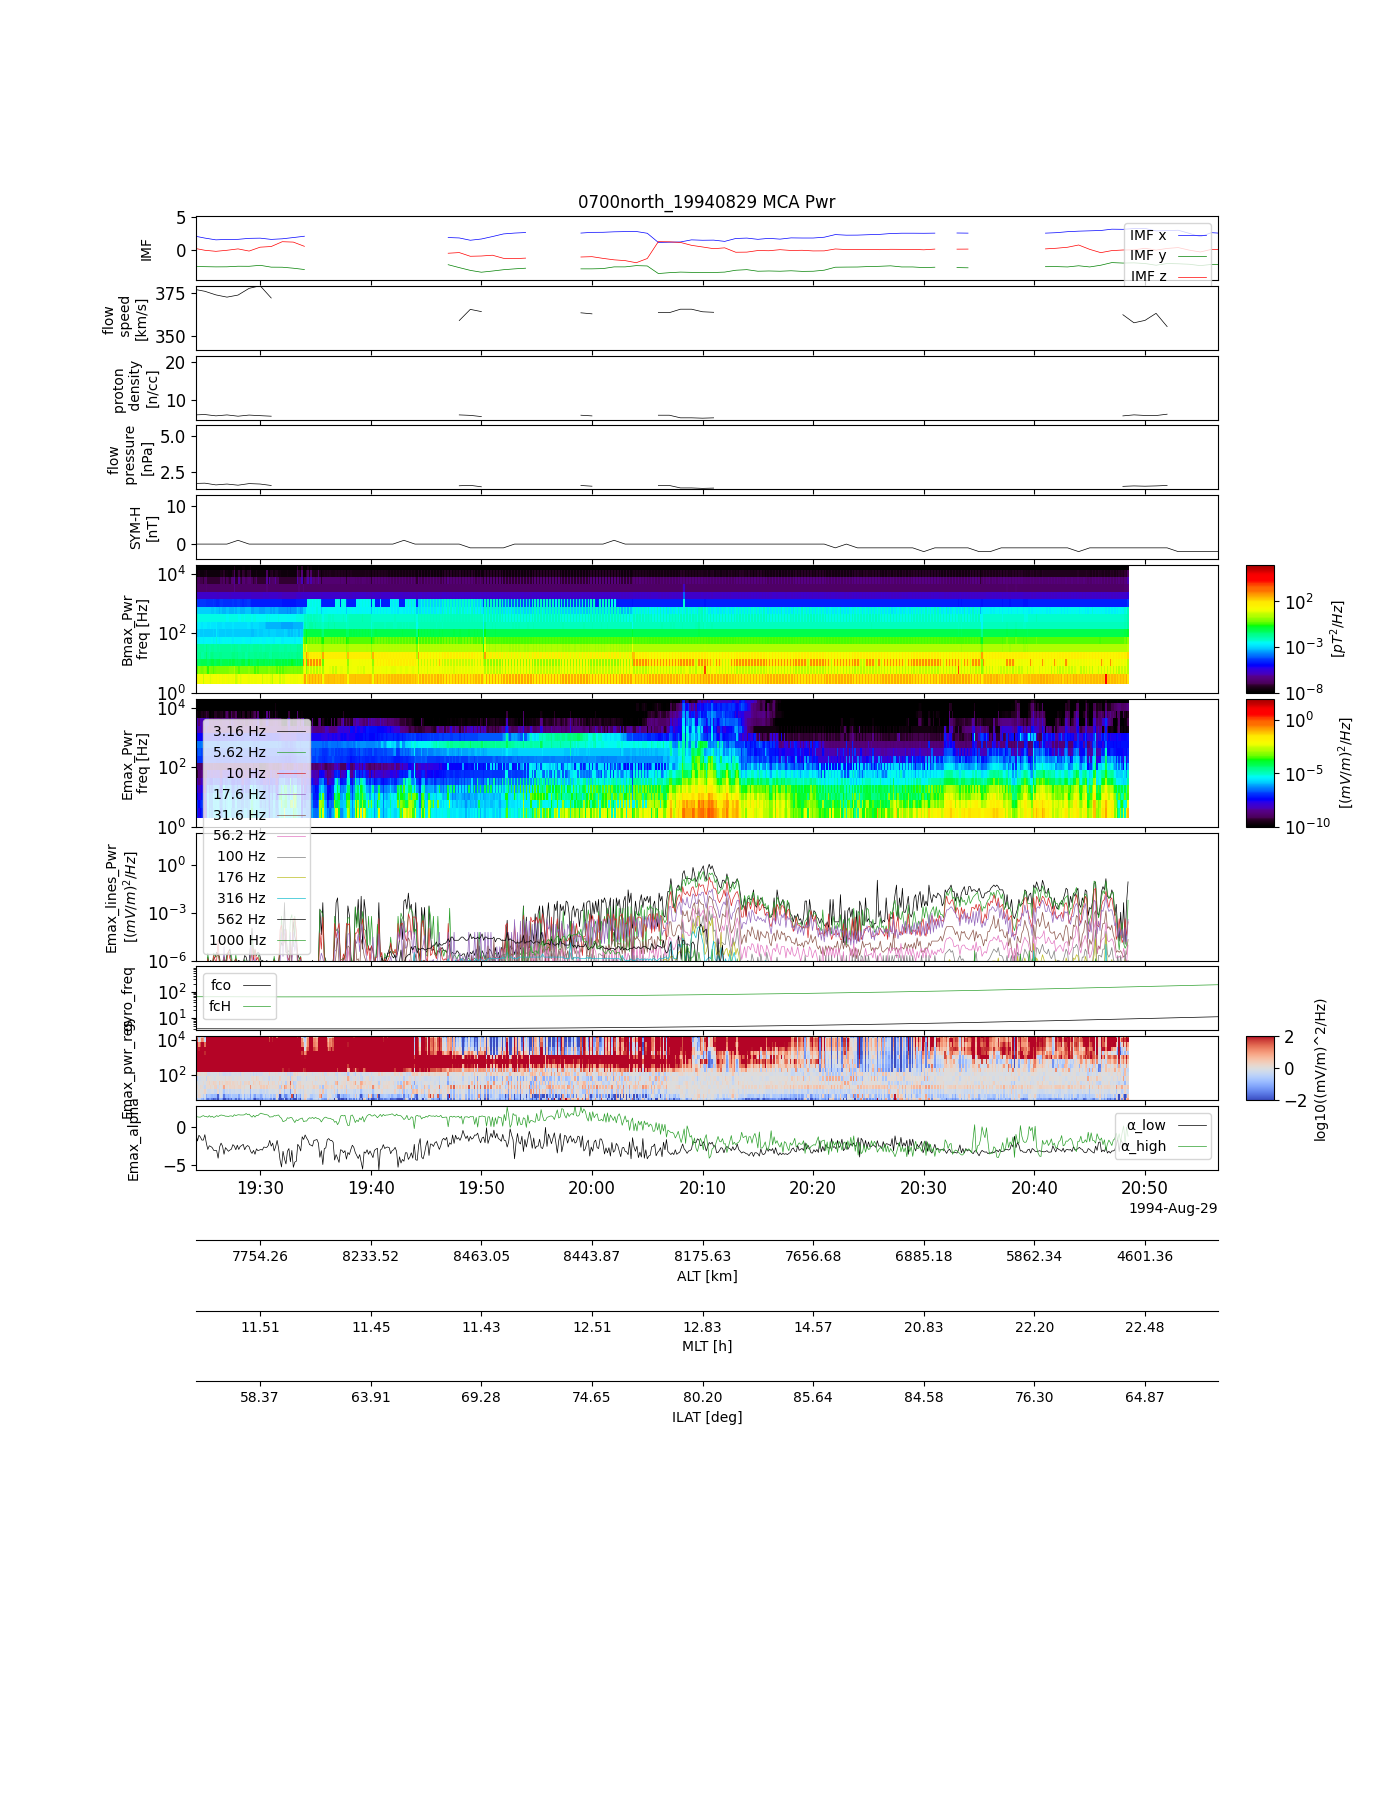 0700north_19940829 MCA Pwr
5
0
IMF
IMF x
IMF y
IMF z
375
350
flow
speed
[km/s]
20
10
proton
density
[n/cc]
5.0
2.5
flow
pressure
[nPa]
10
0
SYM-H
[nT]
10^4
10^2
10^0
Bmax_Pwr
freq [Hz]
10^2
10^-3
10^-8
[pT^2/Hz]
10^4
10^2
10^0
Emax_Pwr
freq [Hz]
10^0
10^-5
10^-10
[(mV/m)^2/Hz]
3.16 Hz
5.62 Hz
10 Hz
17.6 Hz
31.6 Hz
56.2 Hz
100 Hz
176 Hz
316 Hz
562 Hz
1000 Hz
10^0
10^-3
10^-6
Emax_lines_Pwr
[(mV/m)^2/Hz]
10^2
10^1
gyro_freq
fco
fcH
10^4
10^2
Emax_pwr_reg
2
0
−2
log10((mV/m)^2/Hz)
0
−5
Emax_alpha
α_low
α_high
19:30 19:40 19:50 20:00 20:10 20:20 20:30 20:40 20:50
1994-Aug-29
7754.26 8233.52 8463.05 8443.87 8175.63 7656.68 6885.18 5862.34 4601.36
ALT [km]
11.51 11.45 11.43 12.51 12.83 14.57 20.83 22.20 22.48
MLT [h]
58.37 63.91 69.28 74.65 80.20 85.64 84.58 76.30 64.87
ILAT [deg]